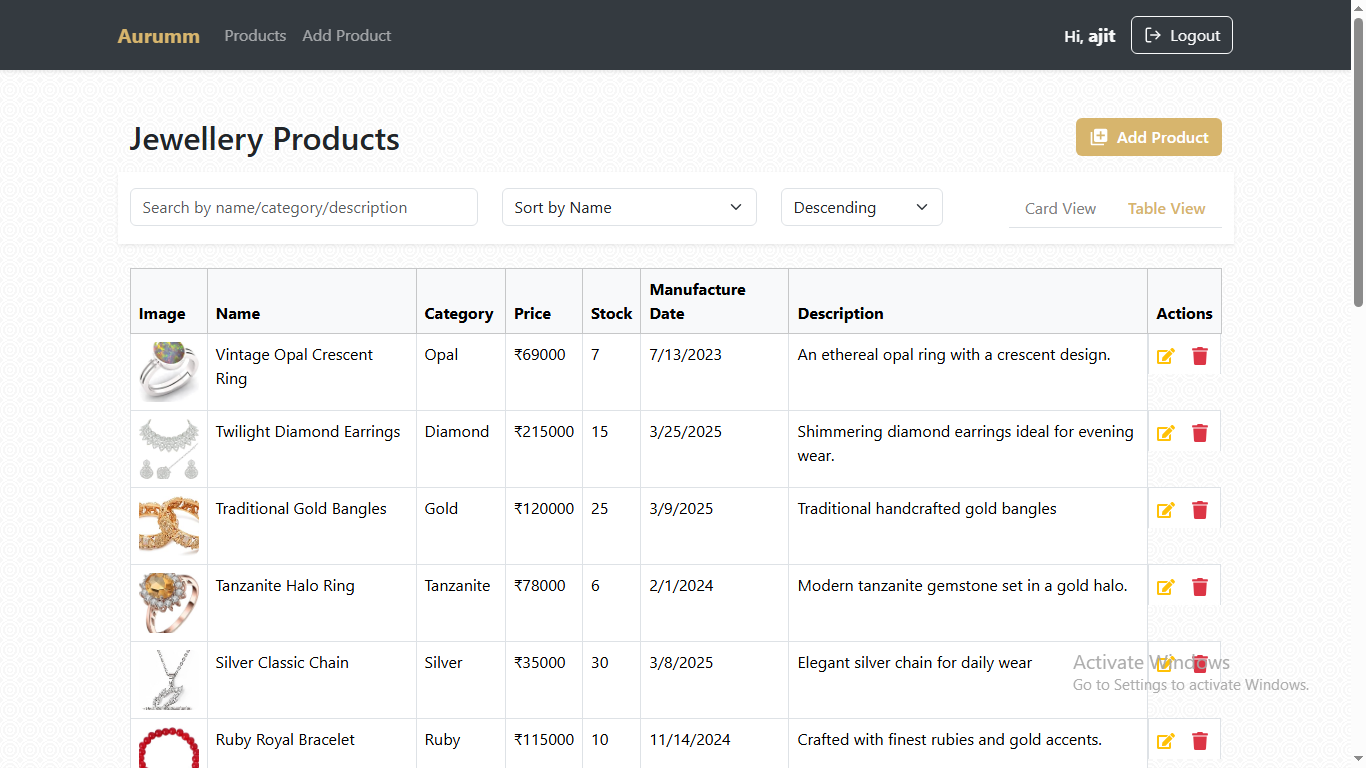 Aurumm Products Add Product Hi, ajit Logout
Jewellery Products Add Product
Search by name/category/description Sort by Name Descending Card View Table View
Image Name Category Price Stock Manufacture Date Description Actions
Vintage Opal Crescent Ring Opal ₹69000 7 7/13/2023 An ethereal opal ring with a crescent design.
Twilight Diamond Earrings Diamond ₹215000 15 3/25/2025 Shimmering diamond earrings ideal for evening wear.
Traditional Gold Bangles Gold ₹120000 25 3/9/2025 Traditional handcrafted gold bangles
Tanzanite Halo Ring Tanzanite ₹78000 6 2/1/2024 Modern tanzanite gemstone set in a gold halo.
Silver Classic Chain Silver ₹35000 30 3/8/2025 Elegant silver chain for daily wear
Activate Windows
Go to Settings to activate Windows.
Ruby Royal Bracelet Ruby ₹115000 10 11/14/2024 Crafted with finest rubies and gold accents.